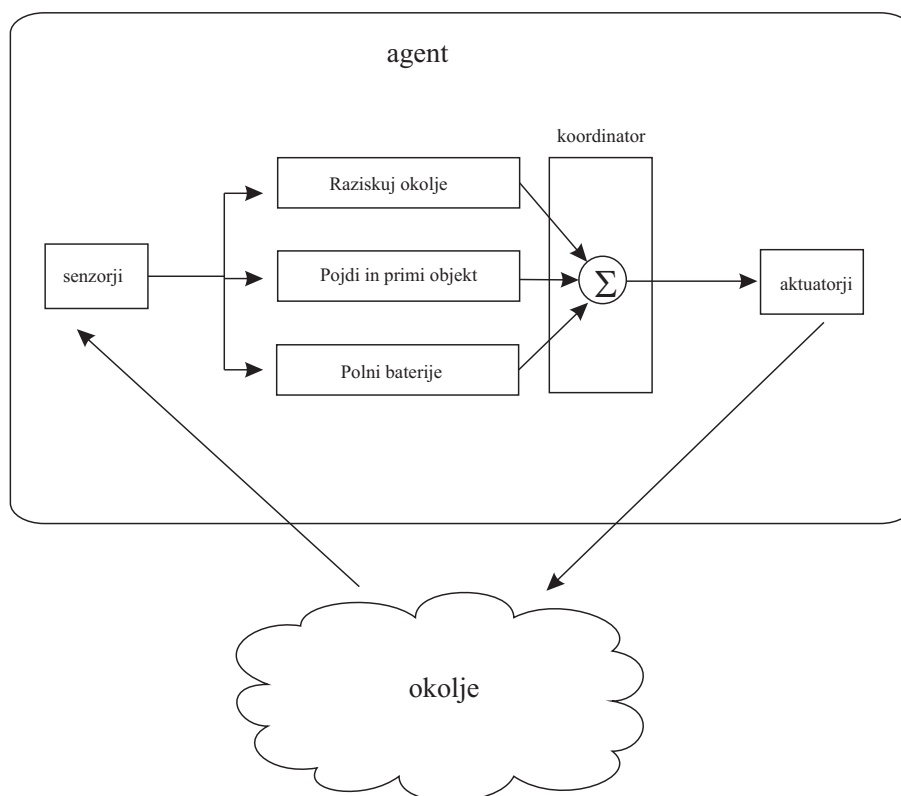 agent
koordinator
Raziskuj okolje
senzorji
Pojdi in primi objekt
Σ
aktuatorji
Polni baterije
okolje